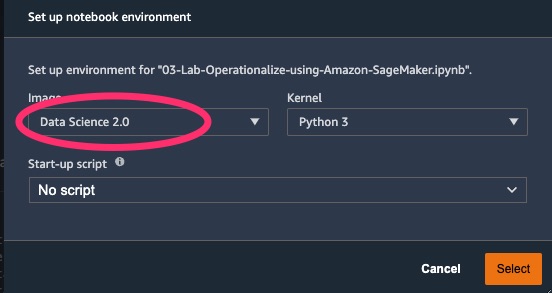 Set up notebook environment
Set up environment for "03-Lab-Operationalize-using-Amazon-SageMaker.ipynb".
Image Kernel
Data Science 2.0 Python 3
Start-up script
No script
Cancel Select